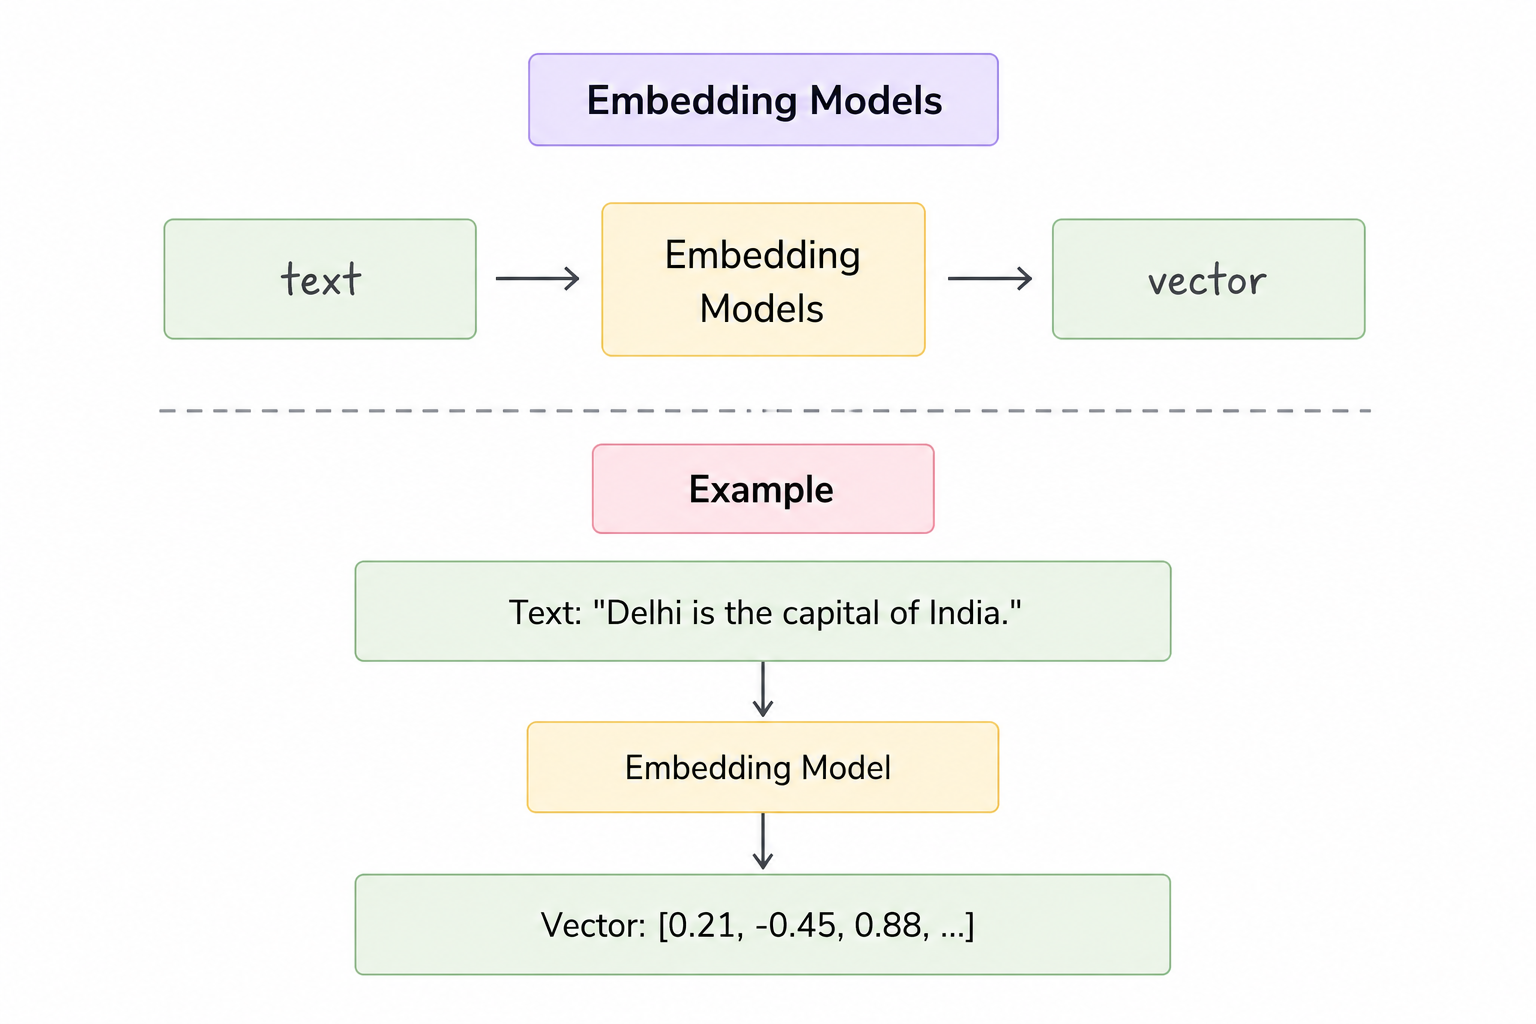 Embedding Models
text
Embedding
Models
vector
Example
Text: "Delhi is the capital of India."
Embedding Model
Vector: [0.21, -0.45, 0.88, ...]